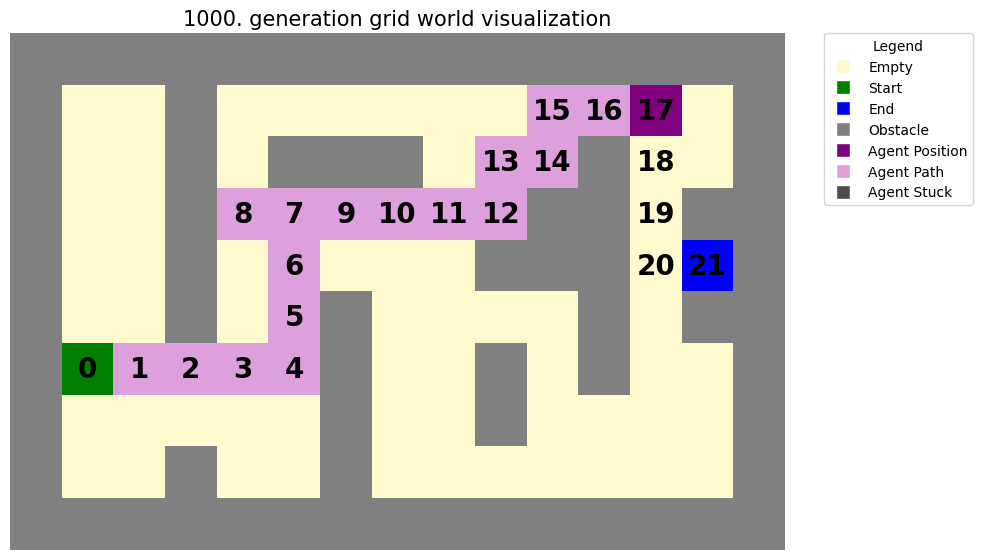 1000. generation grid world visualization
Legend
Empty
Start
End
Obstacle
Agent Position
Agent Path
Agent Stuck
15 16 17
13 14 18
8 7 9 10 11 12 19
6 20 21
5
0 1 2 3 4